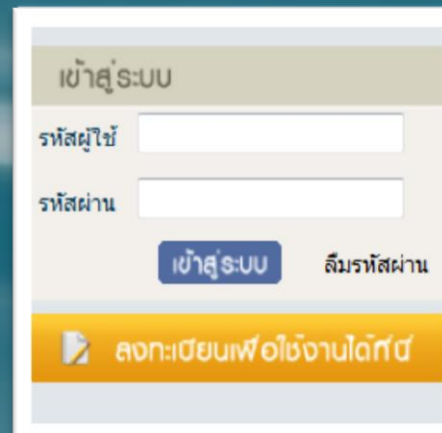 เข้าสู่ระบบ
รหัสผู้ใช้
รหัสผ่าน
เข้าสู่ระบบ ลืมรหัสผ่าน
ลงทะเบียนเพื่อใช้งานได้ที่นี่